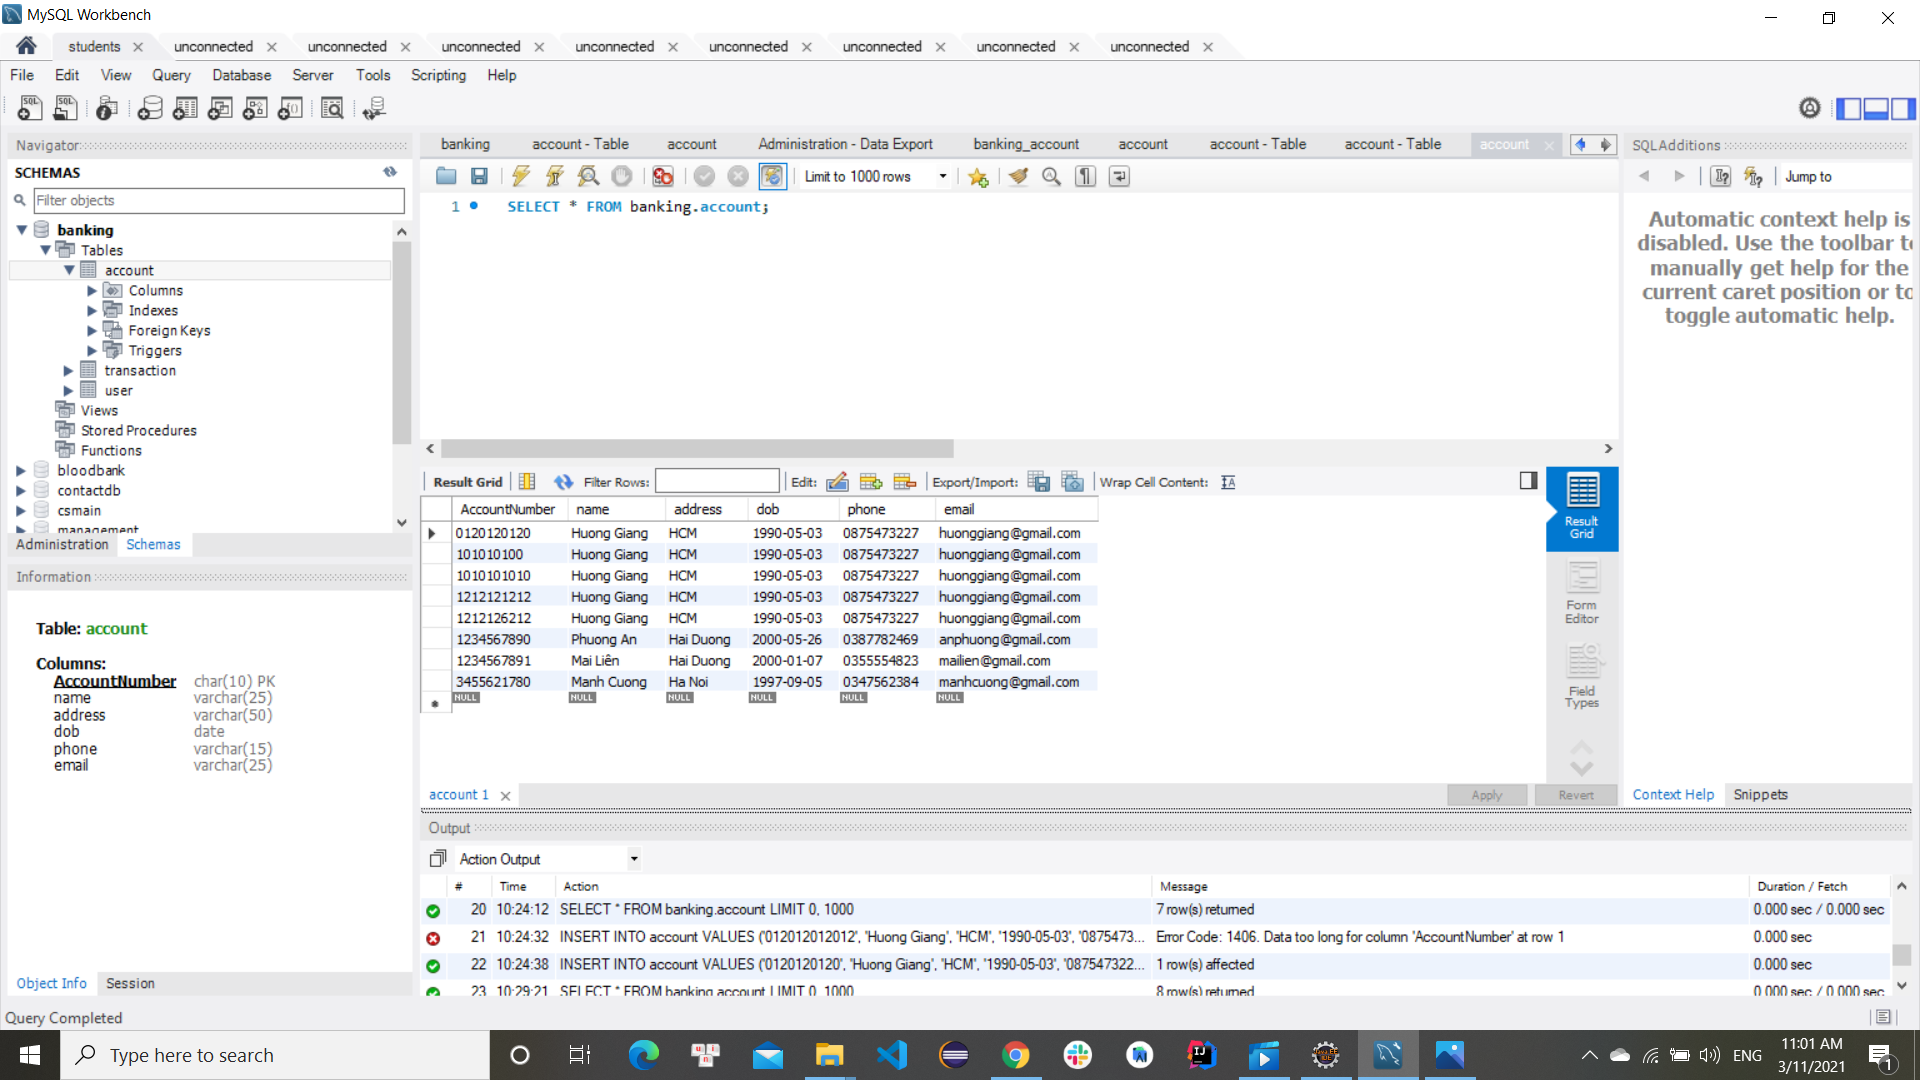 MySQL Workbench
students
unconnected
unconnected
unconnected
unconnected
unconnected
unconnected
unconnected
unconnected
File Edit View Query Database Server Tools Scripting Help
Navigator
SCHEMAS
Filter objects
banking
Tables
account
Columns
Indexes
Foreign Keys
Triggers
transaction
user
Views
Stored Procedures
Functions
bloodbank
contactdb
csmain
management
Administration Schemas
Information
Table: account
Columns:
AccountNumber char(10) PK
name varchar(25)
address varchar(50)
dob date
phone varchar(15)
email varchar(25)
Object Info Session
Query Completed
banking account - Table account Administration - Data Export banking_account account account - Table account - Table account
Limit to 1000 rows
1 SELECT * FROM banking.account;
Result Grid Filter Rows: Edit: Export/Import: Wrap Cell Content: IA
AccountNumber name address dob phone email
0120120120 Huong Giang HCM 1990-05-03 0875473227 huonggiang@gmail.com
101010100 Huong Giang HCM 1990-05-03 0875473227 huonggiang@gmail.com
1010101010 Huong Giang HCM 1990-05-03 0875473227 huonggiang@gmail.com
1212121212 Huong Giang HCM 1990-05-03 0875473227 huonggiang@gmail.com
1212126212 Huong Giang HCM 1990-05-03 0875473227 huonggiang@gmail.com
1234567890 Phuong An Hai Duong 2000-05-26 0387782469 anphuong@gmail.com
1234567891 Mai Liên Hai Duong 2000-01-07 0355554823 mailien@gmail.com
3455621780 Manh Cuong Ha Noi 1997-09-05 0347562384 manhcuong@gmail.com
NULL NULL NULL NULL NULL NULL
Result
Grid
Form
Editor
Field
Types
account 1
Apply Revert
SQLAdditions
Jump to
Automatic context help is
disabled. Use the toolbar to
manually get help for the
current caret position or to
toggle automatic help.
Context Help Snippets
Output
Action Output
# Time Action Message Duration / Fetch
20 10:24:12 SELECT * FROM banking.account LIMIT 0, 1000 7 row(s) returned 0.000 sec / 0.000 sec
21 10:24:32 INSERT INTO account VALUES ('012012012012', 'Huong Giang', 'HCM', '1990-05-03', '0875473... Error Code: 1406. Data too long for column 'AccountNumber' at row 1 0.000 sec
22 10:24:38 INSERT INTO account VALUES ('0120120120', 'Huong Giang', 'HCM', '1990-05-03', '087547322... 1 row(s) affected 0.000 sec
23 10:29:21 SELECT * FROM banking.account LIMIT 0, 1000 8 row(s) returned 0.000 sec / 0.000 sec
Type here to search
ENG
11:01 AM
3/11/2021
1